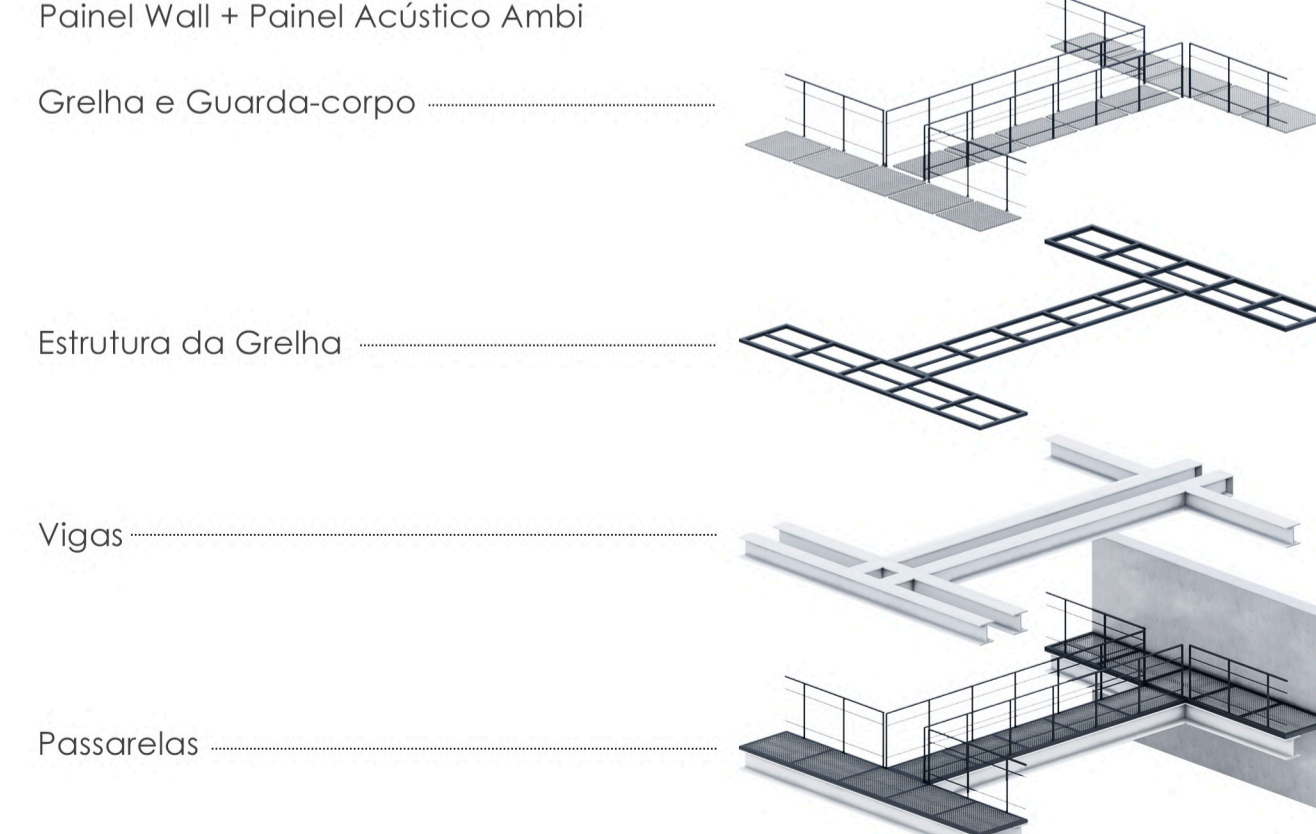 Painel Wall + Painel Acústico Ambi
Grelha e Guarda-corpo
Estrutura da Grelha
Vigas
Passarelas